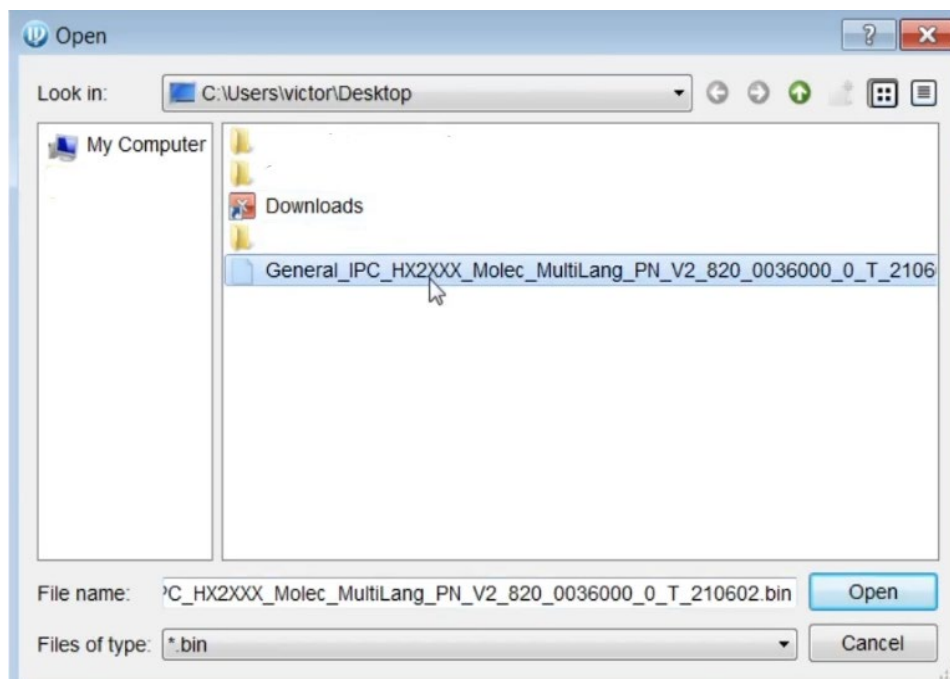 Open
Look in:
C:\Users\victor\Desktop
My Computer
Downloads
General_IPC_HX2XXX_Molec_MultiLang_PN_V2_820_0036000_0_T_2106
File name:
PC_HX2XXX_Molec_MultiLang_PN_V2_820_0036000_0_T_210602.bin
Open
Files of type:
*.bin
Cancel